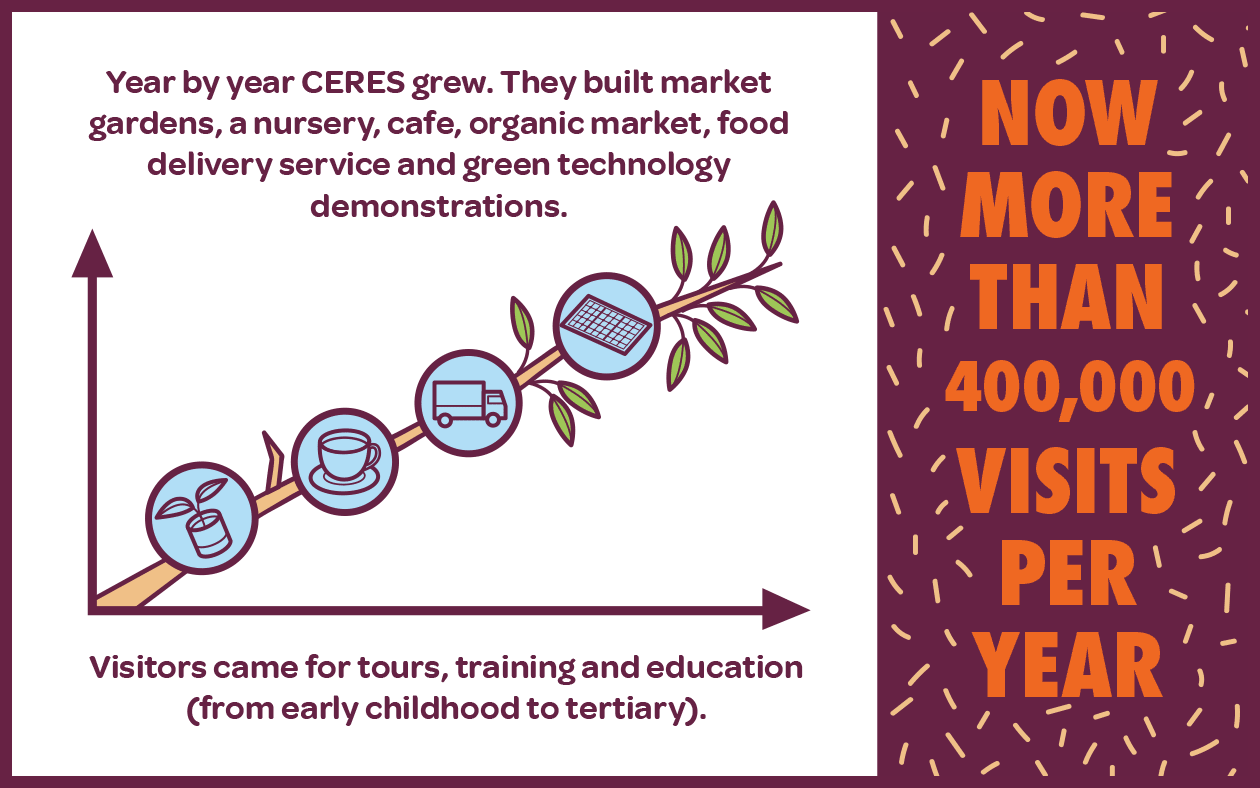 Year by year CERES grew. They built market
gardens, a nursery, cafe, organic market, food
delivery service and green technology
demonstrations.
Visitors came for tours, training and education
(from early childhood to tertiary).
NOW
MORE
THAN
400,000
VISITS
PER
YEAR